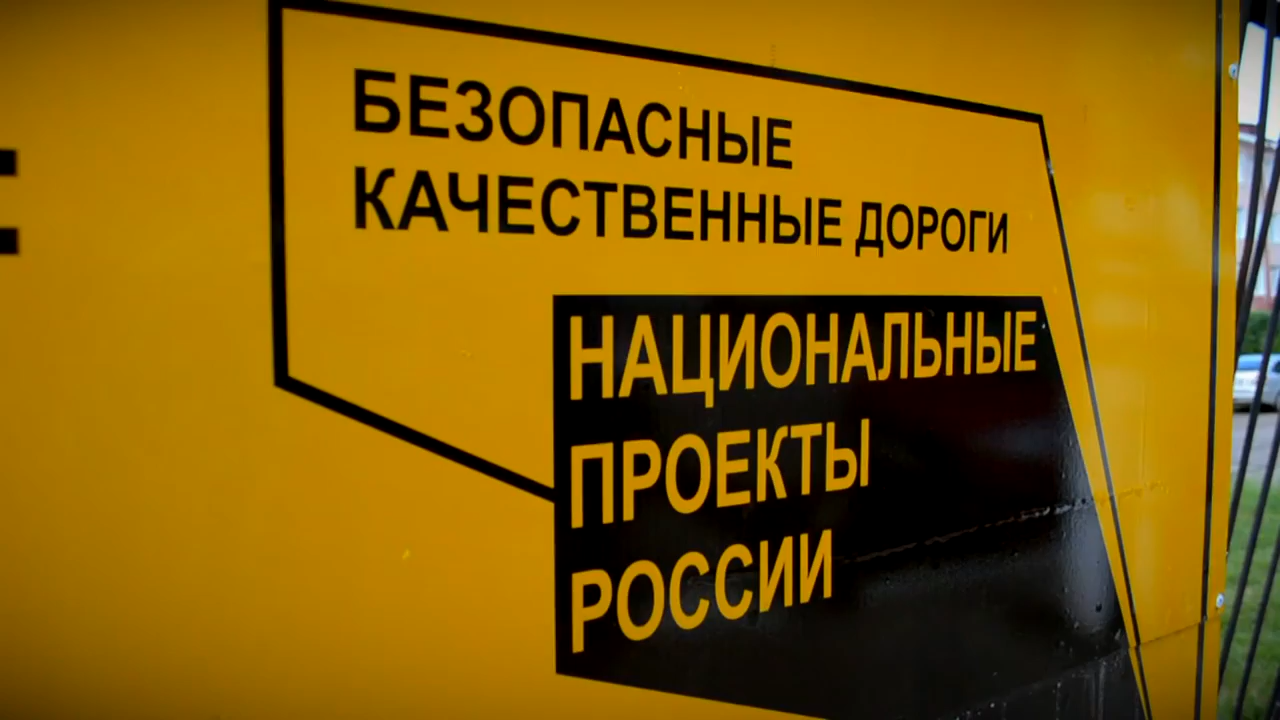 БЕЗОПАСНЫЕ
КАЧЕСТВЕННЫЕ ДОРОГИ
НАЦИОНАЛЬНЫЕ
ПРОЕКТЫ
РОССИИ